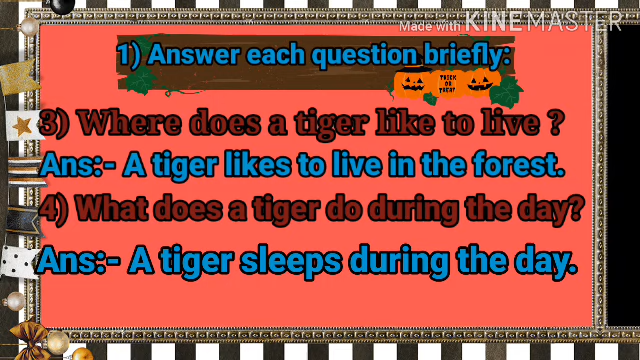 Made with KINEMASTER
1) Answer each question briefly:
TRICK
OR
TREAT
3) Where does a tiger like to live ?
Ans:- A tiger likes to live in the forest.
4) What does a tiger do during the day?
Ans:- A tiger sleeps during the day.